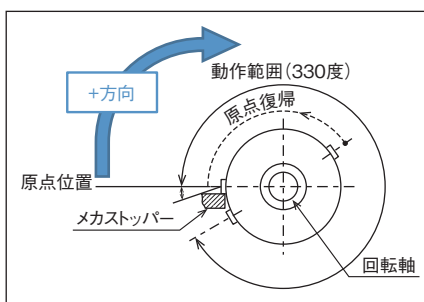 動作範囲(330度)
+方向
原点復帰
原点位置
メカストッパー
回転軸